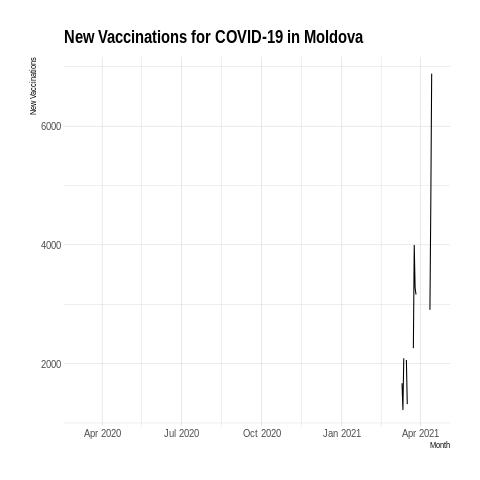 New Vaccinations for COVID-19 in Moldova
New Vaccinations
6000
4000
2000
Apr 2020 Jul 2020 Oct 2020 Jan 2021 Apr 2021
Month